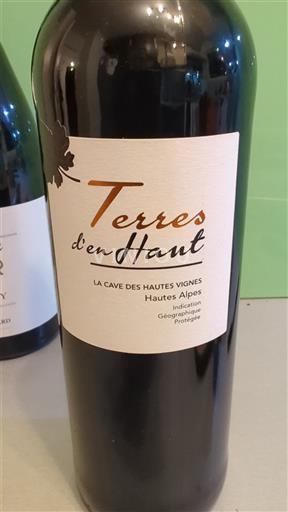 Terres
d'en Haut
LA CAVE DES HAUTES VIGNES
Hautes Alpes
Indication
Géographique
Protégée